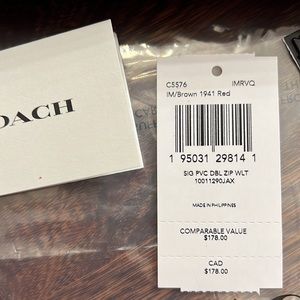 OACH
C5576 IMRVQ
IM/Brown 1941 Red
1 95031 29814 1
SIG PVC DBL ZIP WLT
10011290JAX
MADE IN PHILIPPINES
COMPARABLE VALUE
$178.00
CAD
$178.00